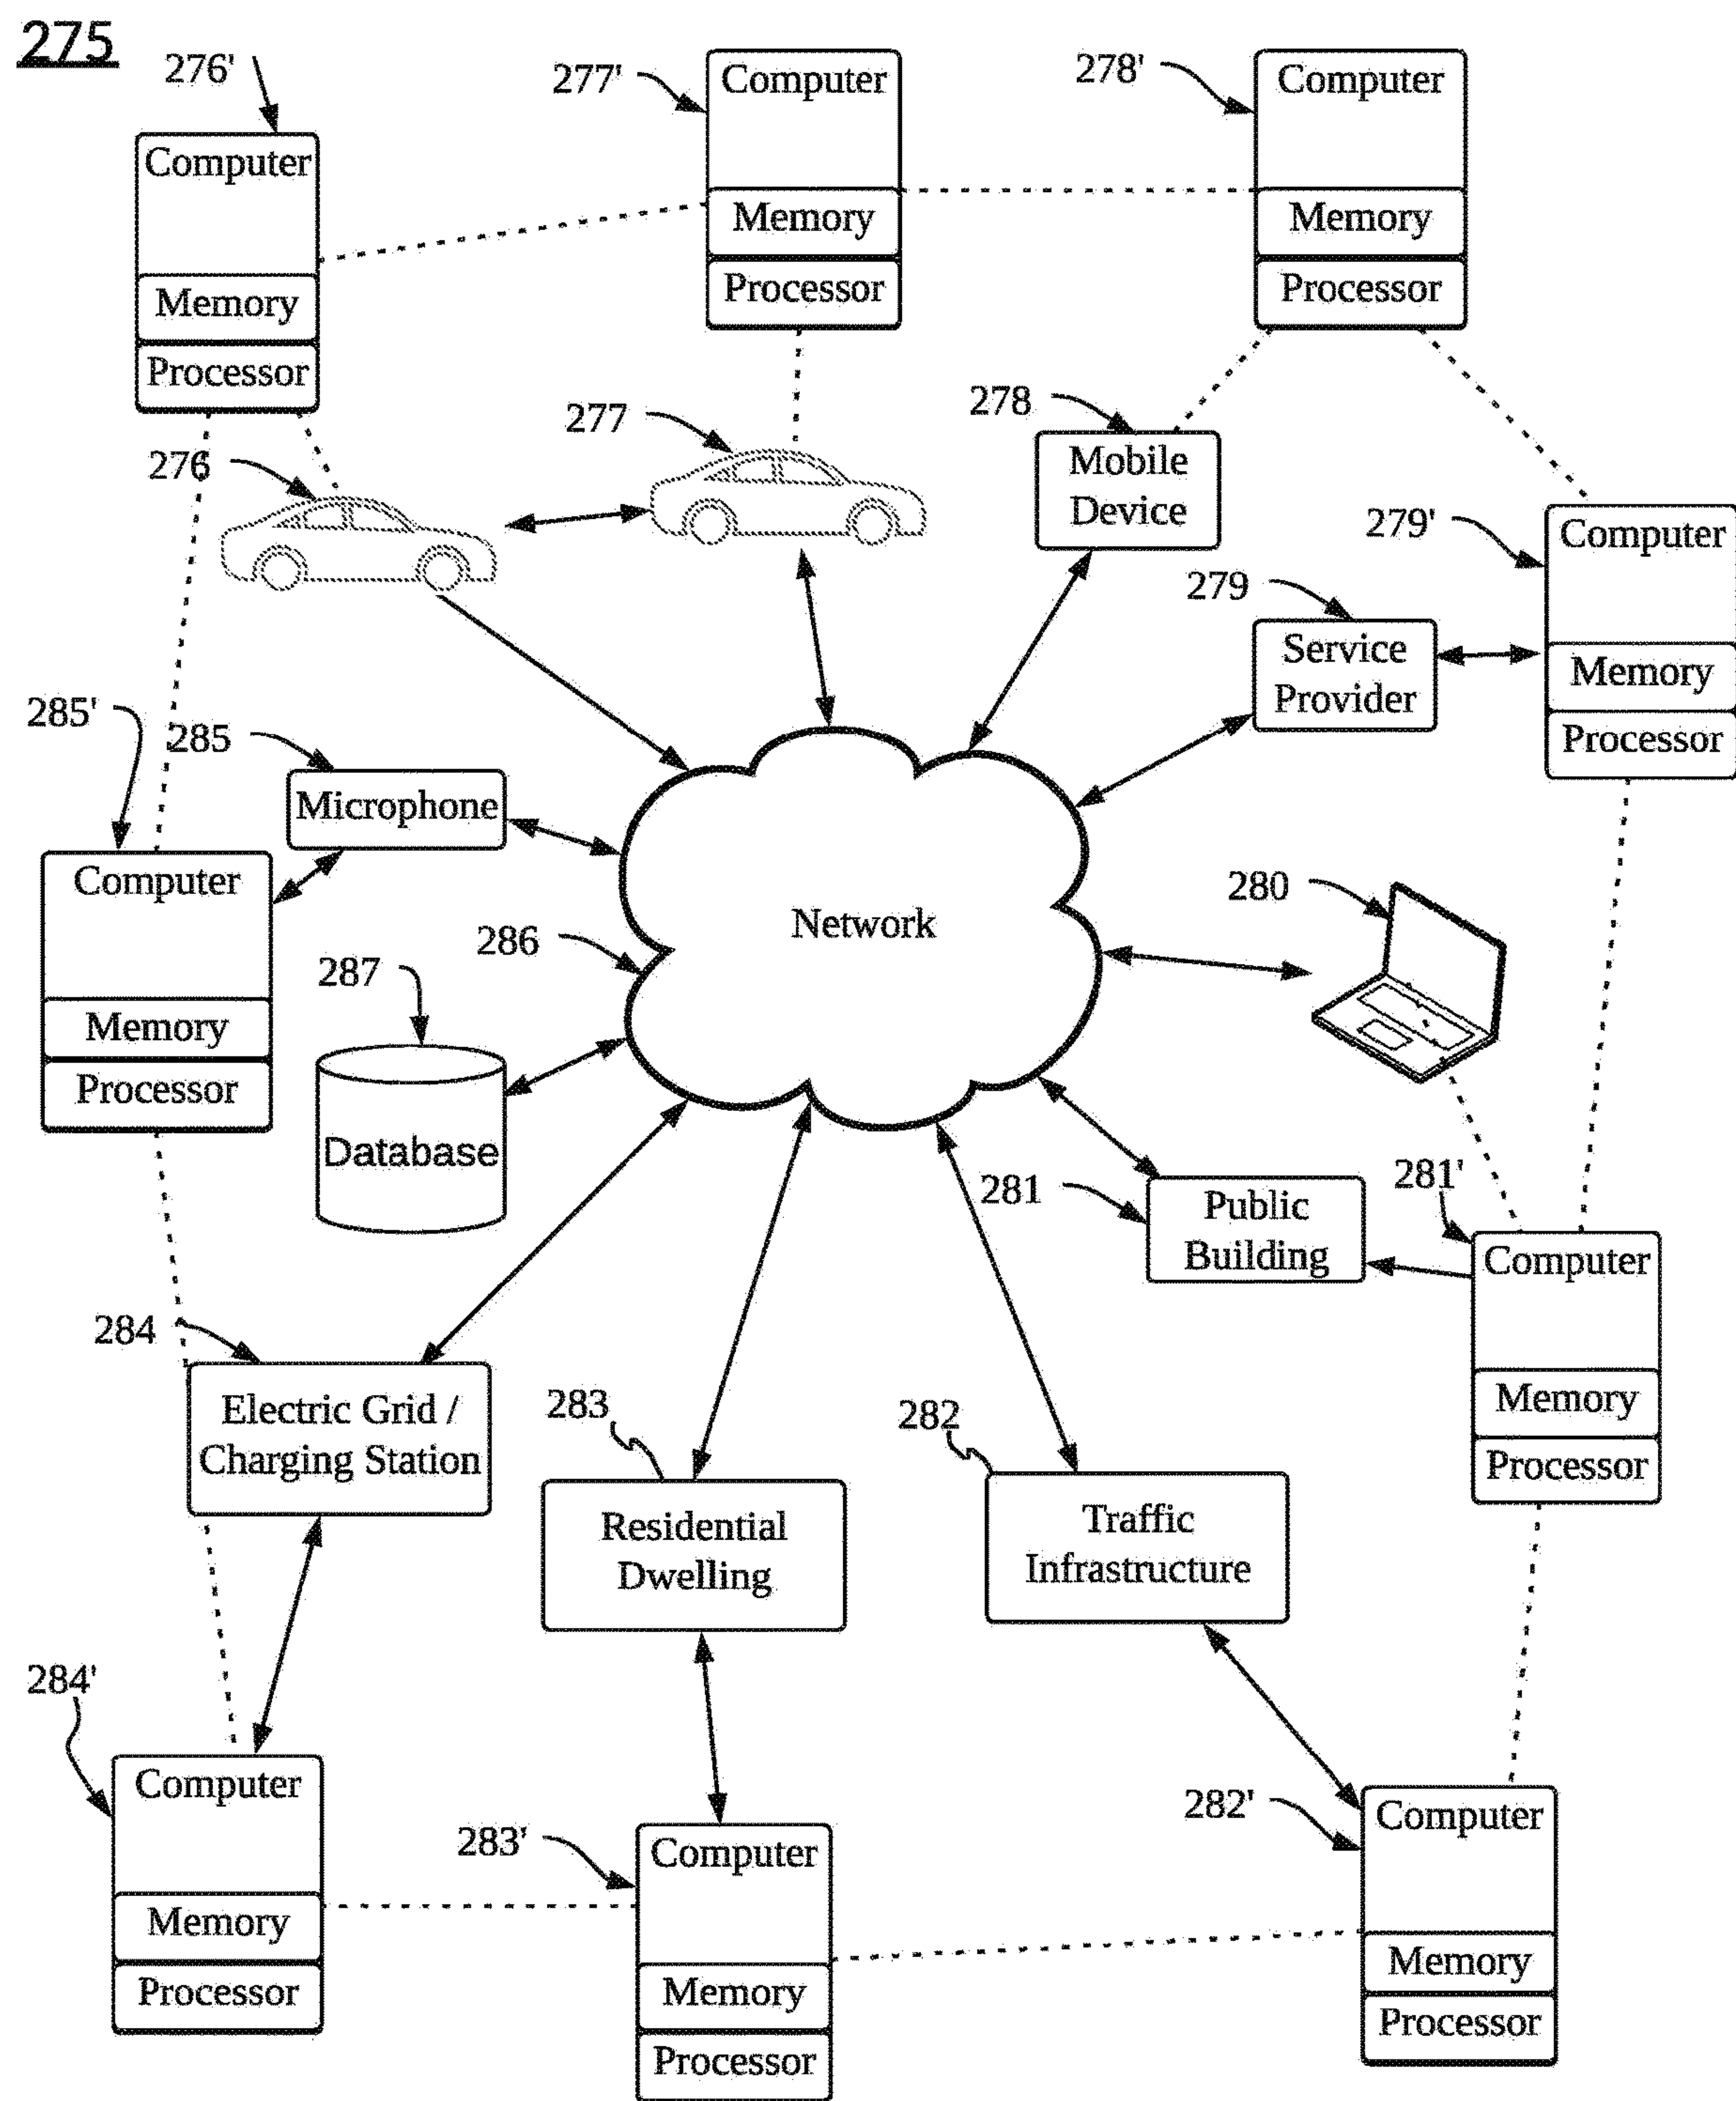 275
276'
277'
Computer
278'
Computer
Computer
Memory
Memory
Processor
Processor
Memory
Processor
276
277
278
Mobile
Device
279'
Computer
279
Service
Provider
Memory
Processor
285'
285
Microphone
Computer
Memory
Processor
286
287
Database
Network
280
281
Public
Building
281'
Computer
Memory
Processor
284
Electric Grid /
Charging Station
283
Residential
Dwelling
282
Traffic
Infrastructure
284'
Computer
Memory
Processor
283'
Computer
Memory
Processor
282'
Computer
Memory
Processor